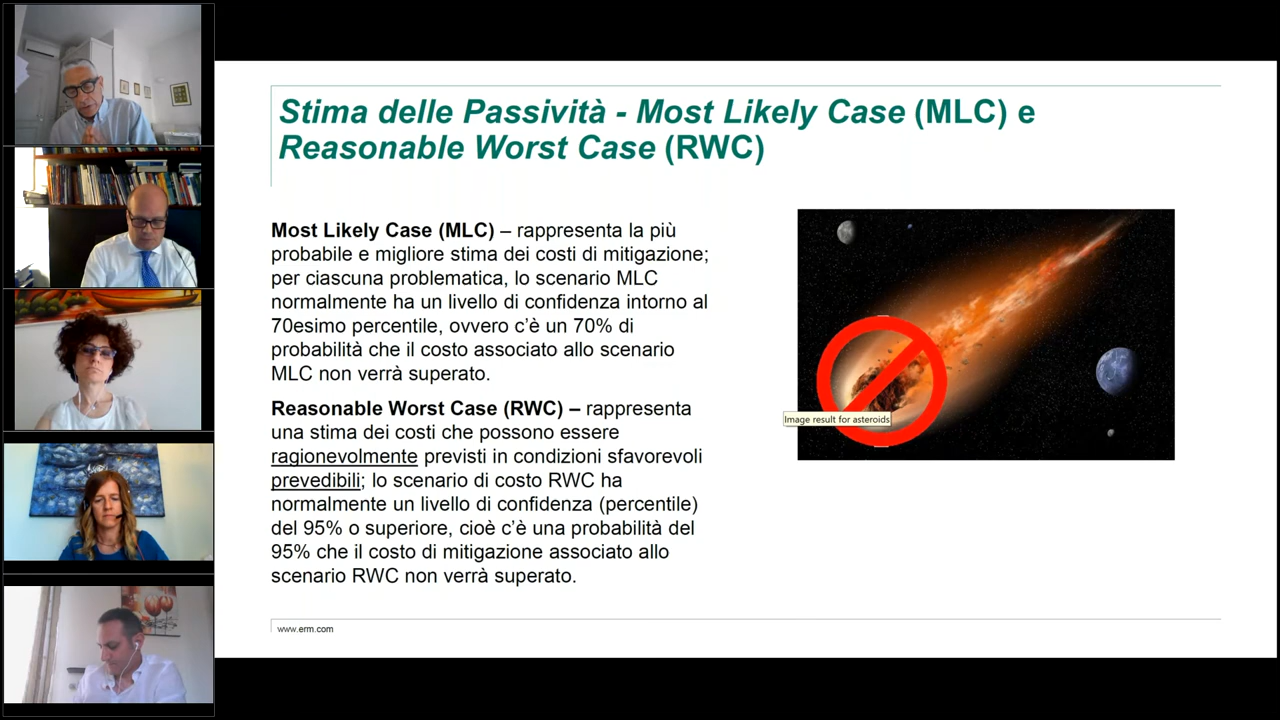 Stima delle Passività - Most Likely Case (MLC) e
Reasonable Worst Case (RWC)
Most Likely Case (MLC) – rappresenta la più
probabile e migliore stima dei costi di mitigazione;
per ciascuna problematica, lo scenario MLC
normalmente ha un livello di confidenza intorno al
70esimo percentile, ovvero c’è un 70% di
probabilità che il costo associato allo scenario
MLC non verrà superato.
Reasonable Worst Case (RWC) – rappresenta
una stima dei costi che possono essere
ragionevolmente previsti in condizioni sfavorevoli
prevedibili; lo scenario di costo RWC ha
normalmente un livello di confidenza (percentile)
del 95% o superiore, cioè c’è una probabilità del
95% che il costo di mitigazione associato allo
scenario RWC non verrà superato.
Image result for asteroids
www.erm.com